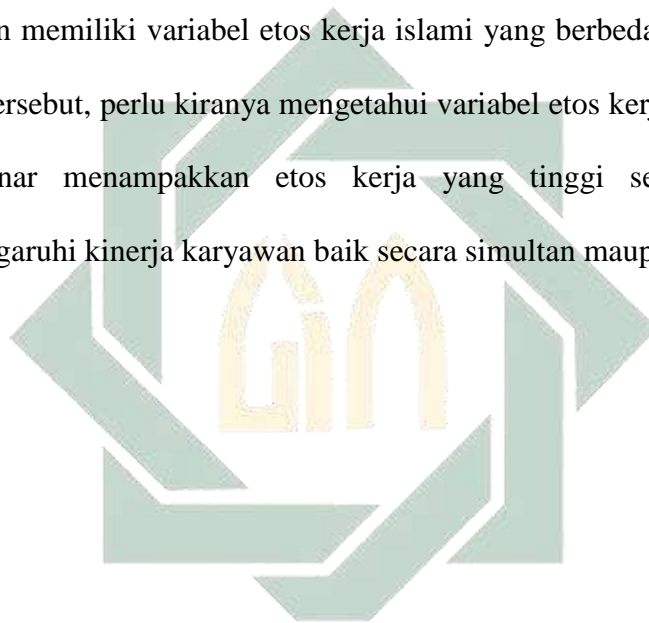 n memiliki variabel etos kerja islami yang berbeda
ersebut, perlu kiranya mengetahui variabel etos kerj
nar menampakkan etos kerja yang tinggi se
garuhi kinerja karyawan baik secara simultan maup